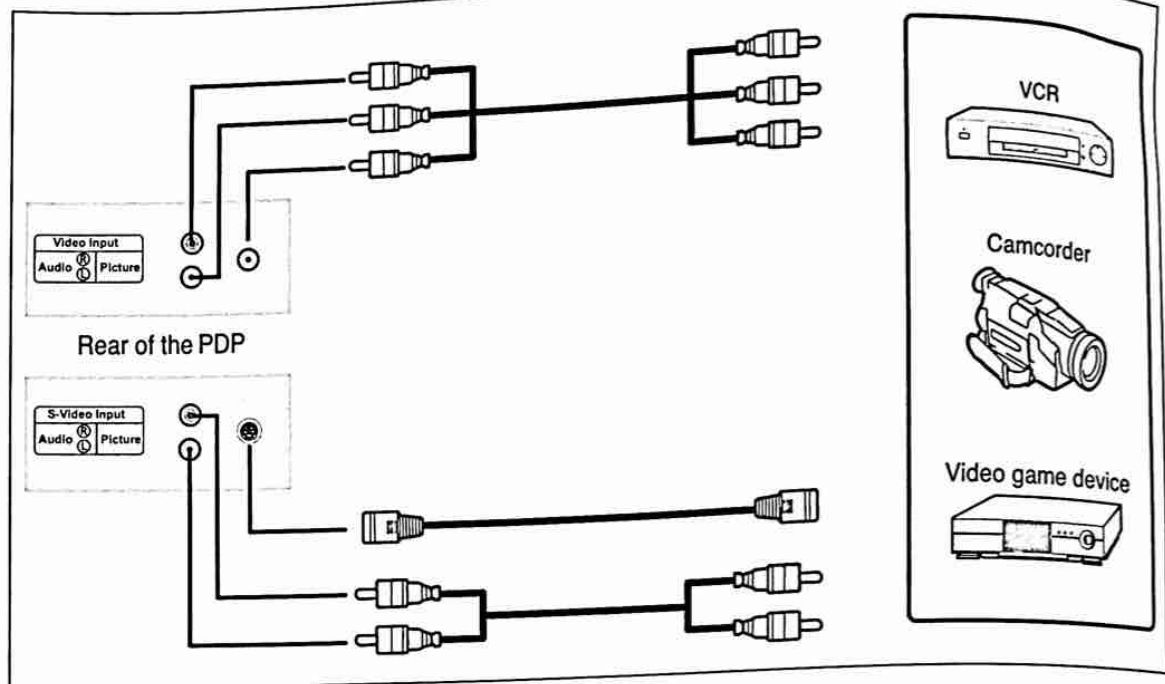 VCR
Video Input
Audio Ⓡ Ⓛ Picture
Camcorder
Rear of the PDP
S-Video Input
Audio Ⓡ Ⓛ Picture
Video game device